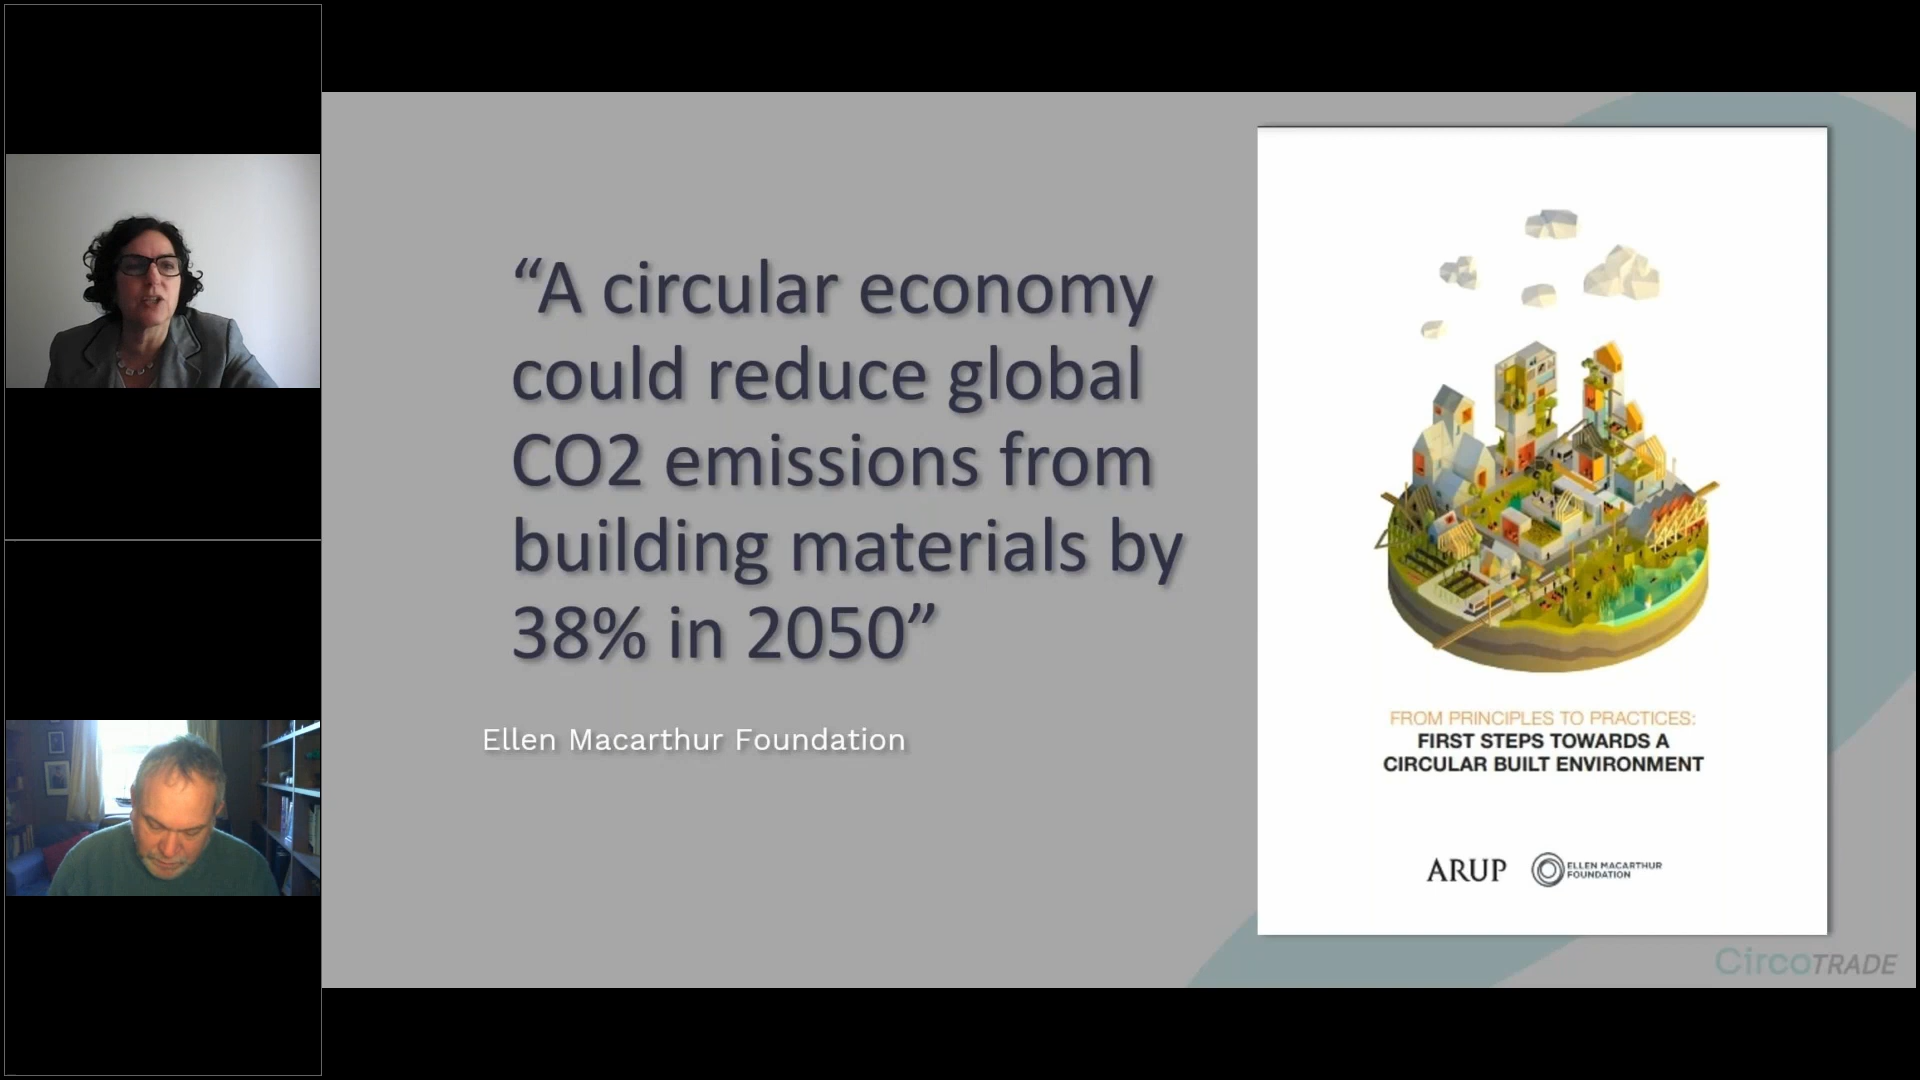 “A circular economy
could reduce global
CO2 emissions from
building materials by
38% in 2050”
Ellen Macarthur Foundation
FROM PRINCIPLES TO PRACTICES:
FIRST STEPS TOWARDS A
CIRCULAR BUILT ENVIRONMENT
ARUP
ELLEN MACARTHUR
FOUNDATION
CircoTRADE